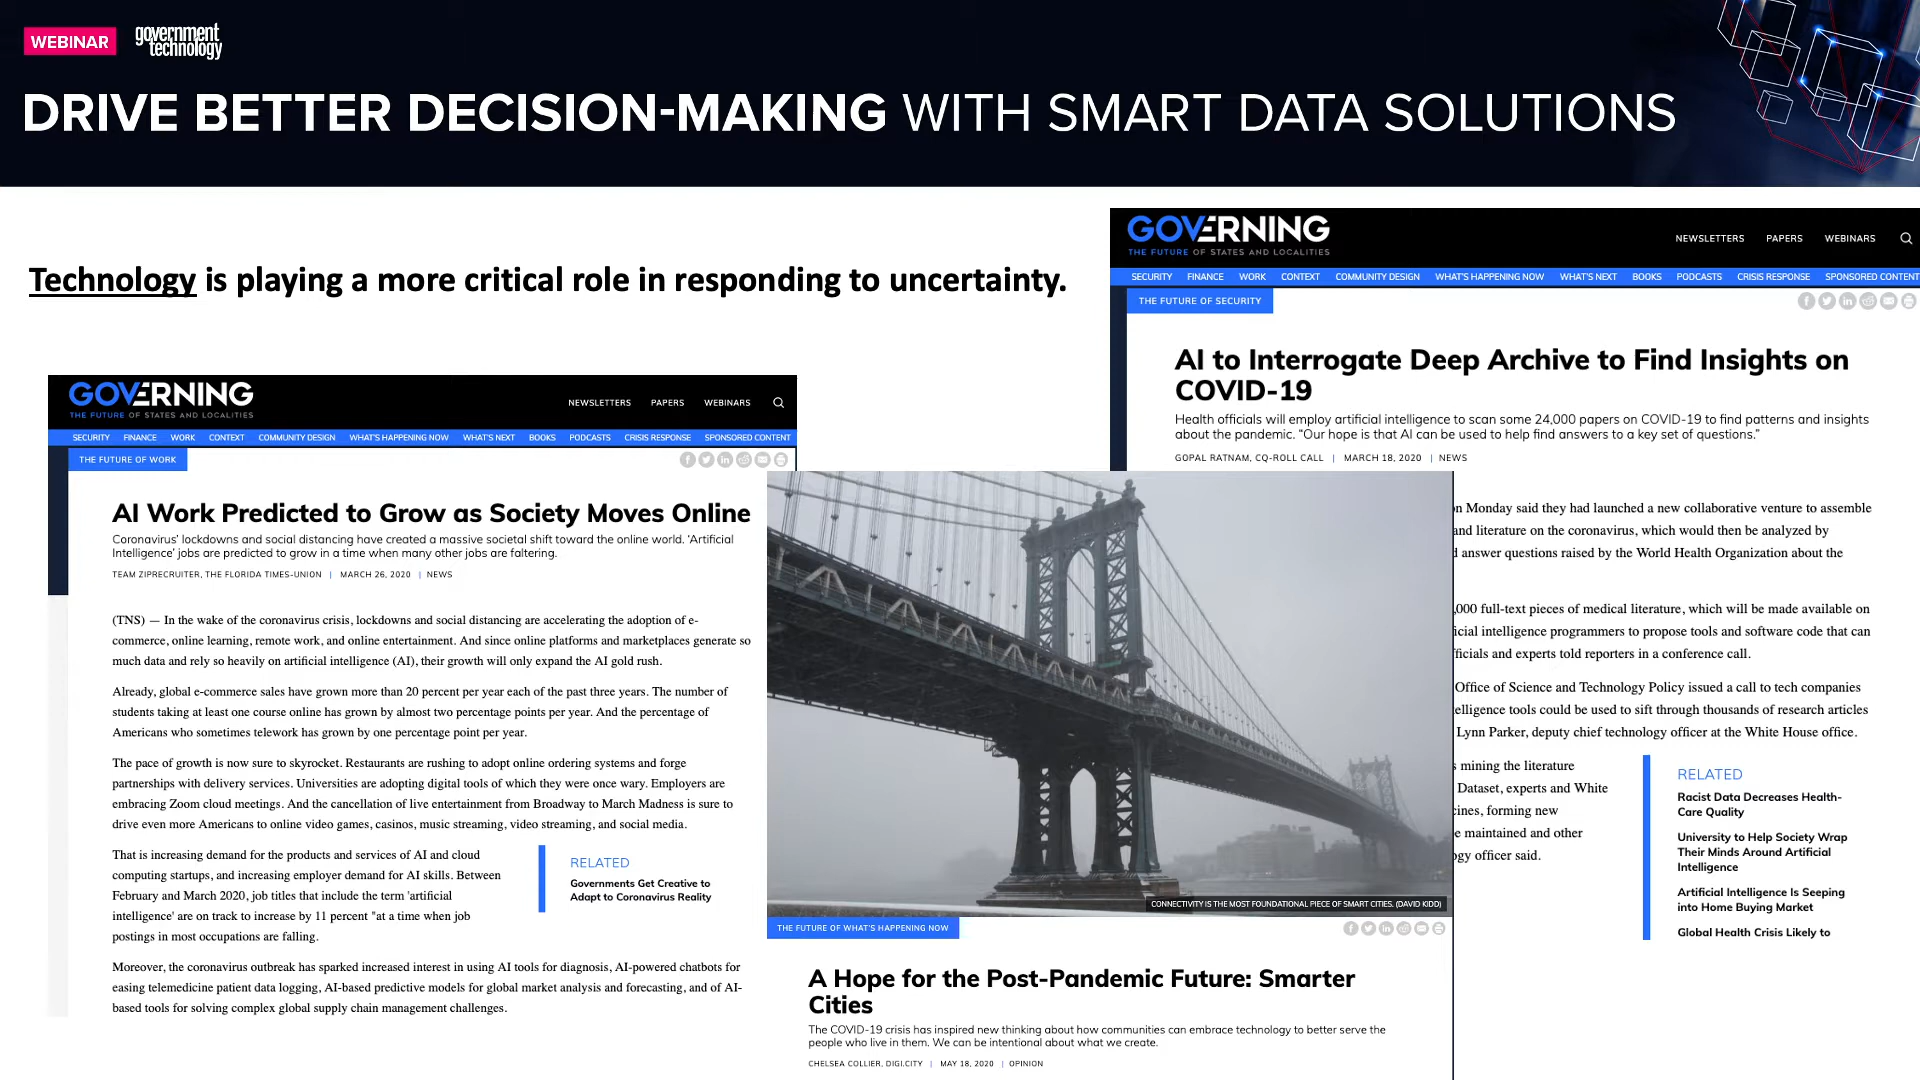 WEBINAR
government
technology
DRIVE BETTER DECISION-MAKING WITH SMART DATA SOLUTIONS
Technology is playing a more critical role in responding to uncertainty.
GOVERNING
THE FUTURE OF STATES AND LOCALITIES
NEWSLETTERS PAPERS WEBINARS
SECURITY FINANCE WORK CONTEXT COMMUNITY DESIGN WHAT'S HAPPENING NOW WHAT'S NEXT BOOKS PODCASTS CRISIS RESPONSE SPONSORED CONTENT
THE FUTURE OF WORK
AI Work Predicted to Grow as Society Moves Online
Coronavirus' lockdowns and social distancing have created a massive societal shift toward the online world. 'Artificial
Intelligence' jobs are predicted to grow in a time when many other jobs are faltering.
TEAM ZIPRECRUITER, THE FLORIDA TIMES-UNION | MARCH 26, 2020 | NEWS
(TNS) — In the wake of the coronavirus crisis, lockdowns and social distancing are accelerating the adoption of e-
commerce, online learning, remote work, and online entertainment. And since online platforms and marketplaces generate so
much data and rely so heavily on artificial intelligence (AI), their growth will only expand the AI gold rush.
Already, global e-commerce sales have grown more than 20 percent per year each of the past three years. The number of
students taking at least one course online has grown by almost two percentage points per year. And the percentage of
Americans who sometimes telework has grown by one percentage point per year.
The pace of growth is now sure to skyrocket. Restaurants are rushing to adopt online ordering systems and forge
partnerships with delivery services. Universities are adopting digital tools of which they were once wary. Employers are
embracing Zoom cloud meetings. And the cancellation of live entertainment from Broadway to March Madness is sure to
drive even more Americans to online video games, casinos, music streaming, video streaming, and social media.
That is increasing demand for the products and services of AI and cloud
computing startups, and increasing employer demand for AI skills. Between
February and March 2020, job titles that include the term 'artificial
intelligence' are on track to increase by 11 percent "at a time when job
postings in most occupations are falling.
RELATED
Governments Get Creative to
Adapt to Coronavirus Reality
Moreover, the coronavirus outbreak has sparked increased interest in using AI tools for diagnosis, AI-powered chatbots for
easing telemedicine patient data logging, AI-based predictive models for global market analysis and forecasting, and of AI-
based tools for solving complex global supply chain management challenges.
CONNECTIVITY IS THE MOST FOUNDATIONAL PIECE OF SMART CITIES. (DAVID KIDD)
THE FUTURE OF WHAT'S HAPPENING NOW
A Hope for the Post-Pandemic Future: Smarter
Cities
The COVID-19 crisis has inspired new thinking about how communities can embrace technology to better serve the
people who live in them. We can be intentional about what we create.
CHELSEA COLLIER, DIGI.CITY | MAY 18, 2020 | OPINION
GOVERNING
THE FUTURE OF STATES AND LOCALITIES
NEWSLETTERS PAPERS WEBINARS
SECURITY FINANCE WORK CONTEXT COMMUNITY DESIGN WHAT'S HAPPENING NOW WHAT'S NEXT BOOKS PODCASTS CRISIS RESPONSE SPONSORED CONTENT
THE FUTURE OF SECURITY
AI to Interrogate Deep Archive to Find Insights on
COVID-19
Health officials will employ artificial intelligence to scan some 24,000 papers on COVID-19 to find patterns and insights
about the pandemic. "Our hope is that AI can be used to help find answers to a key set of questions."
GOPAL RATNAM, CQ-ROLL CALL | MARCH 18, 2020 | NEWS
n Monday said they had launched a new collaborative venture to assemble
and literature on the coronavirus, which would then be analyzed by
answer questions raised by the World Health Organization about the
,000 full-text pieces of medical literature, which will be made available on
icial intelligence programmers to propose tools and software code that can
fficials and experts told reporters in a conference call.
Office of Science and Technology Policy issued a call to tech companies
elligence tools could be used to sift through thousands of research articles
Lynn Parker, deputy chief technology officer at the White House office.
s mining the literature
Dataset, experts and White
cines, forming new
e maintained and other
ogy officer said.
RELATED
Racist Data Decreases Health-
Care Quality
University to Help Society Wrap
Their Minds Around Artificial
Intelligence
Artificial Intelligence Is Seeping
into Home Buying Market
Global Health Crisis Likely to